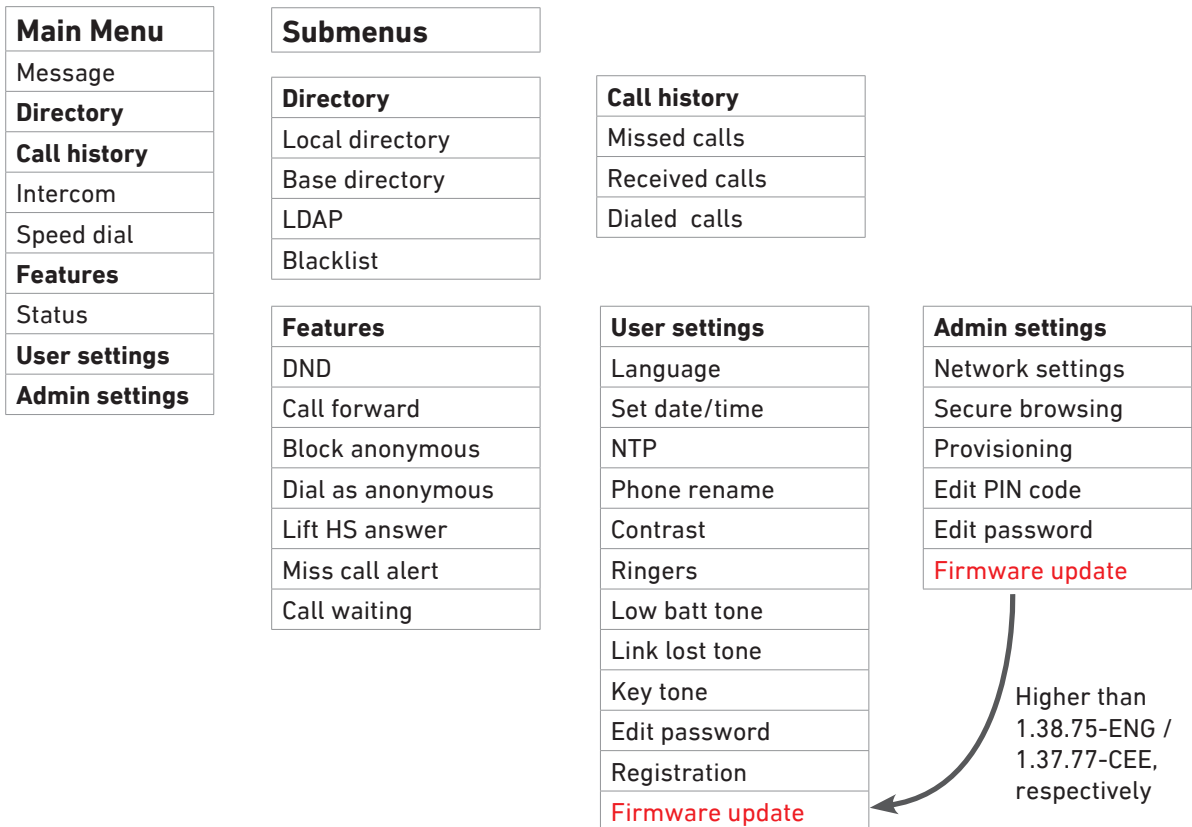 Main Menu
Message
Directory
Call history
Intercom
Speed dial
Features
Status
User settings
Admin settings
Submenus
Directory
Local directory
Base directory
LDAP
Blacklist
Call history
Missed calls
Received calls
Dialed calls
Features
DND
Call forward
Block anonymous
Dial as anonymous
Lift HS answer
Miss call alert
Call waiting
User settings
Language
Set date/time
NTP
Phone rename
Contrast
Ringers
Low batt tone
Link lost tone
Key tone
Edit password
Registration
Firmware update
Admin settings
Network settings
Secure browsing
Provisioning
Edit PIN code
Edit password
Firmware update
Higher than
1.38.75-ENG /
1.37.77-CEE,
respectively